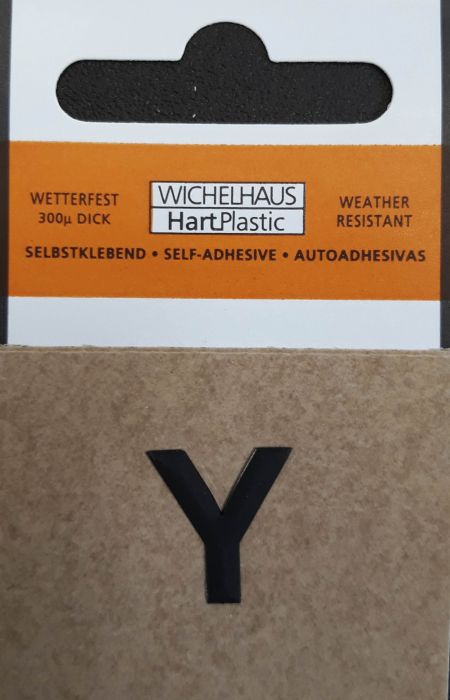 WETTERFEST
300µ DICK
WICHELHAUS
HartPlastic
WEATHER
RESISTANT
SELBSTKLEBEND • SELF-ADHESIVE • AUTOADHESIVAS
Y